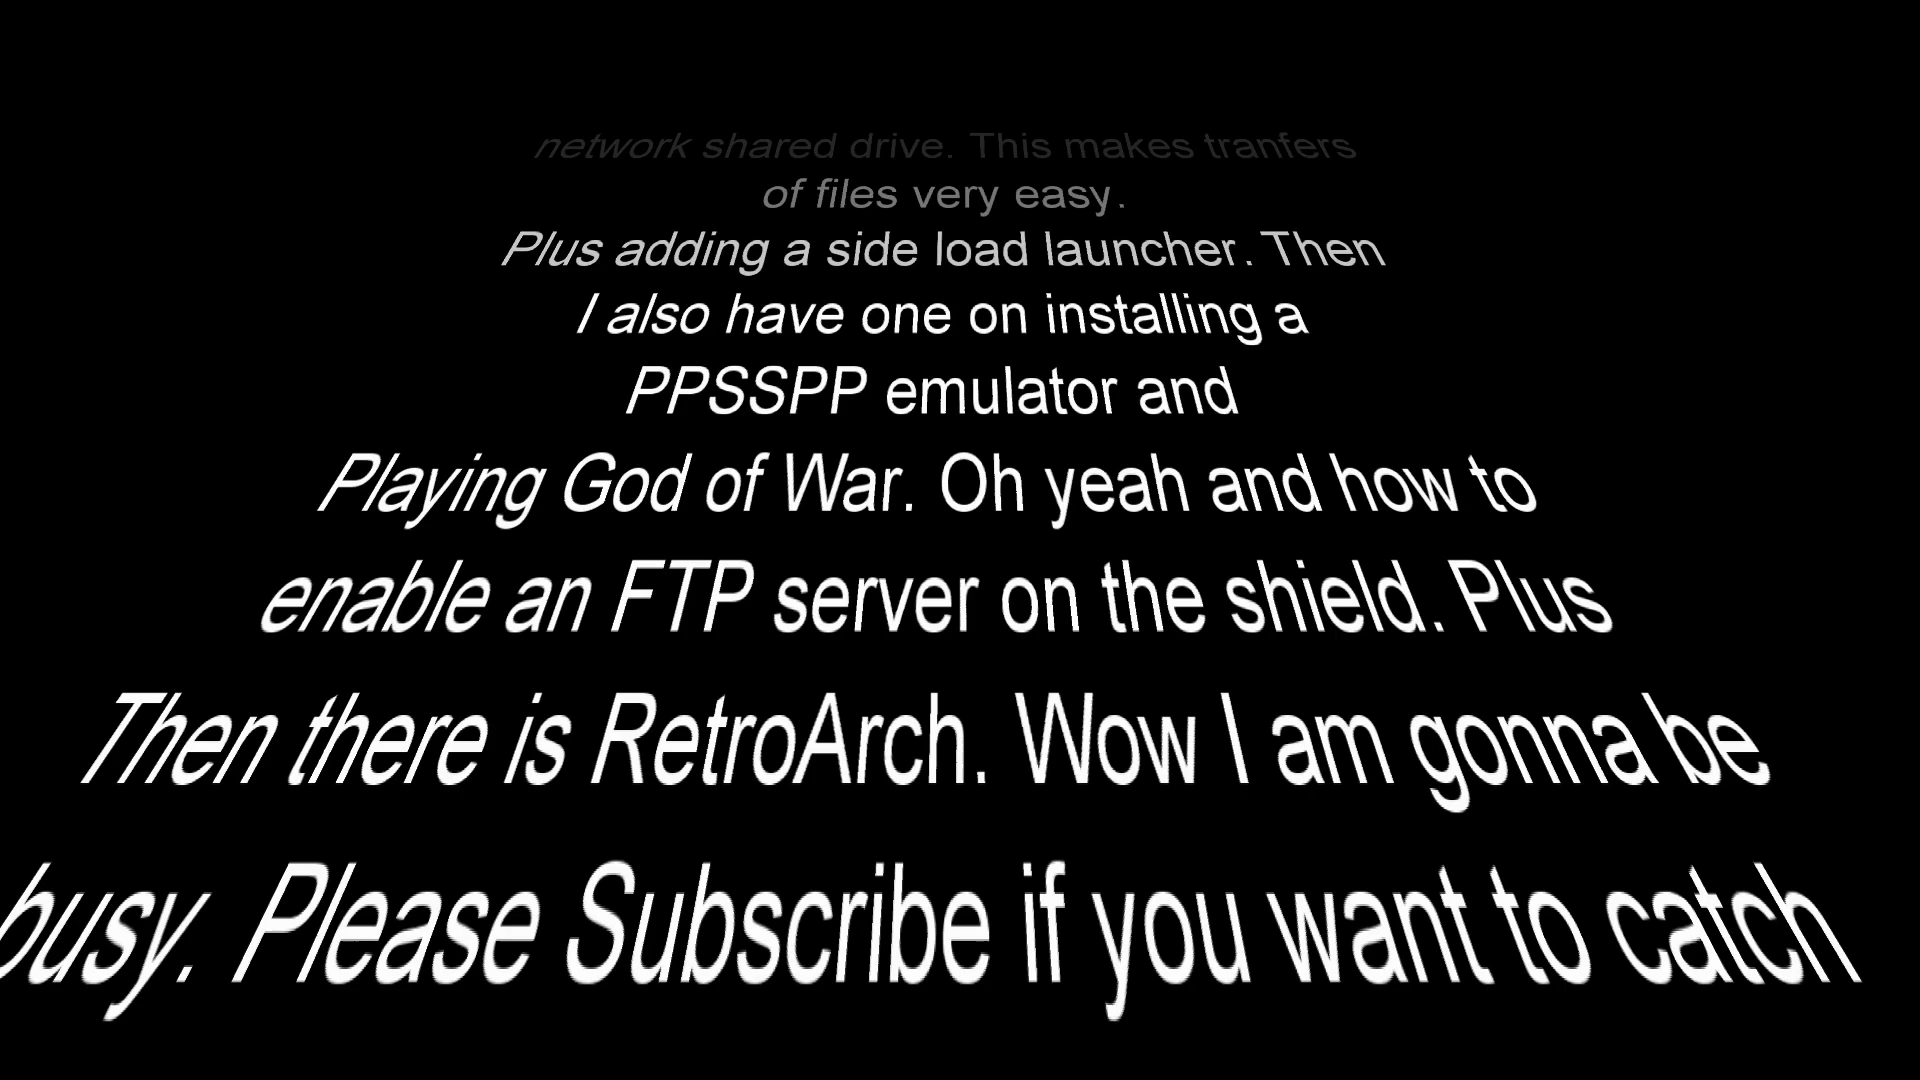 network shared drive. This makes tranfers
of files very easy.
Plus adding a side load launcher. Then
I also have one on installing a
PPSSPP emulator and
Playing God of War. Oh yeah and how to
enable an FTP server on the shield. Plus
Then there is RetroArch. Wow I am gonna be
busy. Please Subscribe if you want to catch